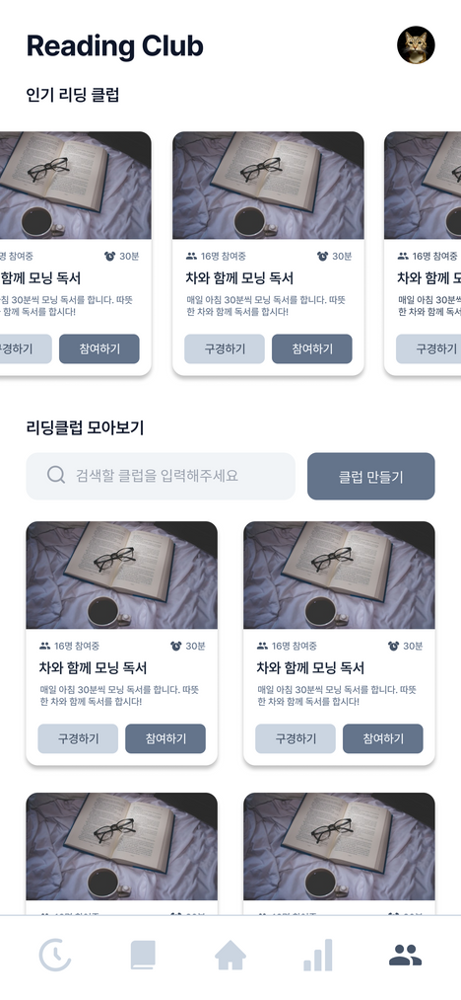 Reading Club
인기 리딩 클럽
6명 참여중 30분
함께 모닝 독서
침 30분씩 모닝 독서를 합니다. 따뜻
함께 독서를 합시다!
구경하기 참여하기
16명 참여중 30분
차와 함께 모닝 독서
매일 아침 30분씩 모닝 독서를 합니다. 따뜻
한 차와 함께 독서를 합시다!
구경하기 참여하기
16명 참여중
차와 함께 모
매일 아침 30분씩
한 차와 함께 독서
구경하기
리딩클럽 모아보기
검색할 클럽을 입력해주세요 클럽 만들기
16명 참여중 30분
차와 함께 모닝 독서
매일 아침 30분씩 모닝 독서를 합니다. 따뜻
한 차와 함께 독서를 합시다!
구경하기 참여하기
16명 참여중 30분
차와 함께 모닝 독서
매일 아침 30분씩 모닝 독서를 합니다. 따뜻
한 차와 함께 독서를 합시다!
구경하기 참여하기